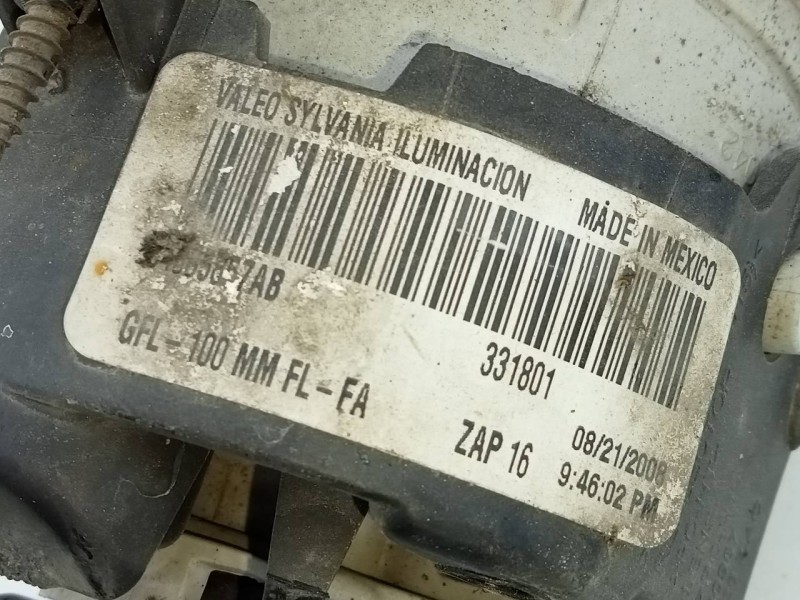 VALEO SYLVANIA ILUMINACION
MADE IN MEXICO
331801
GFL-100 MM FL-FA
ZAP 16
08/21/2008
9:46:02 PM